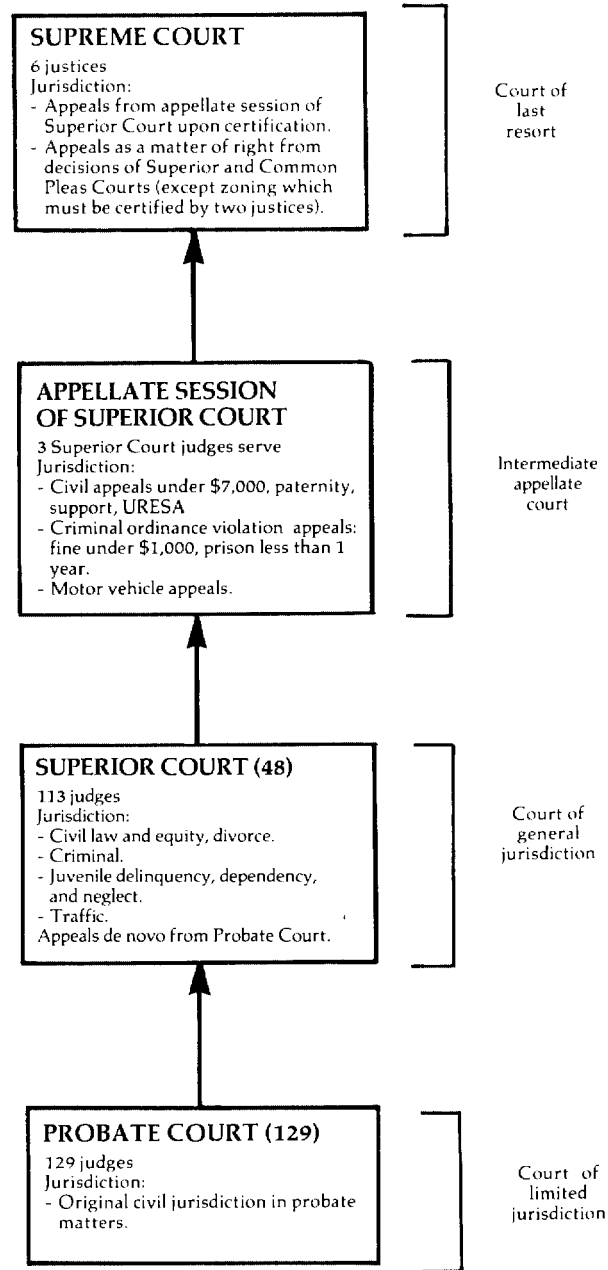 SUPREME COURT
6 justices
Jurisdiction:
- Appeals from appellate session of
Superior Court upon certification.
- Appeals as a matter of right from
decisions of Superior and Common
Pleas Courts (except zoning which
must be certified by two justices).
Court of
last
resort
APPELLATE SESSION
OF SUPERIOR COURT
3 Superior Court judges serve
Jurisdiction:
- Civil appeals under $7,000, paternity,
support, URESA
- Criminal ordinance violation appeals:
fine under $1,000, prison less than 1
year.
- Motor vehicle appeals.
Intermediate
appellate
court
SUPERIOR COURT (48)
113 judges
Jurisdiction:
- Civil law and equity, divorce.
- Criminal.
- Juvenile delinquency, dependency,
and neglect.
- Traffic.
Appeals de novo from Probate Court.
Court of
general
jurisdiction
PROBATE COURT (129)
129 judges
Jurisdiction:
- Original civil jurisdiction in probate
matters.
Court of
limited
jurisdiction